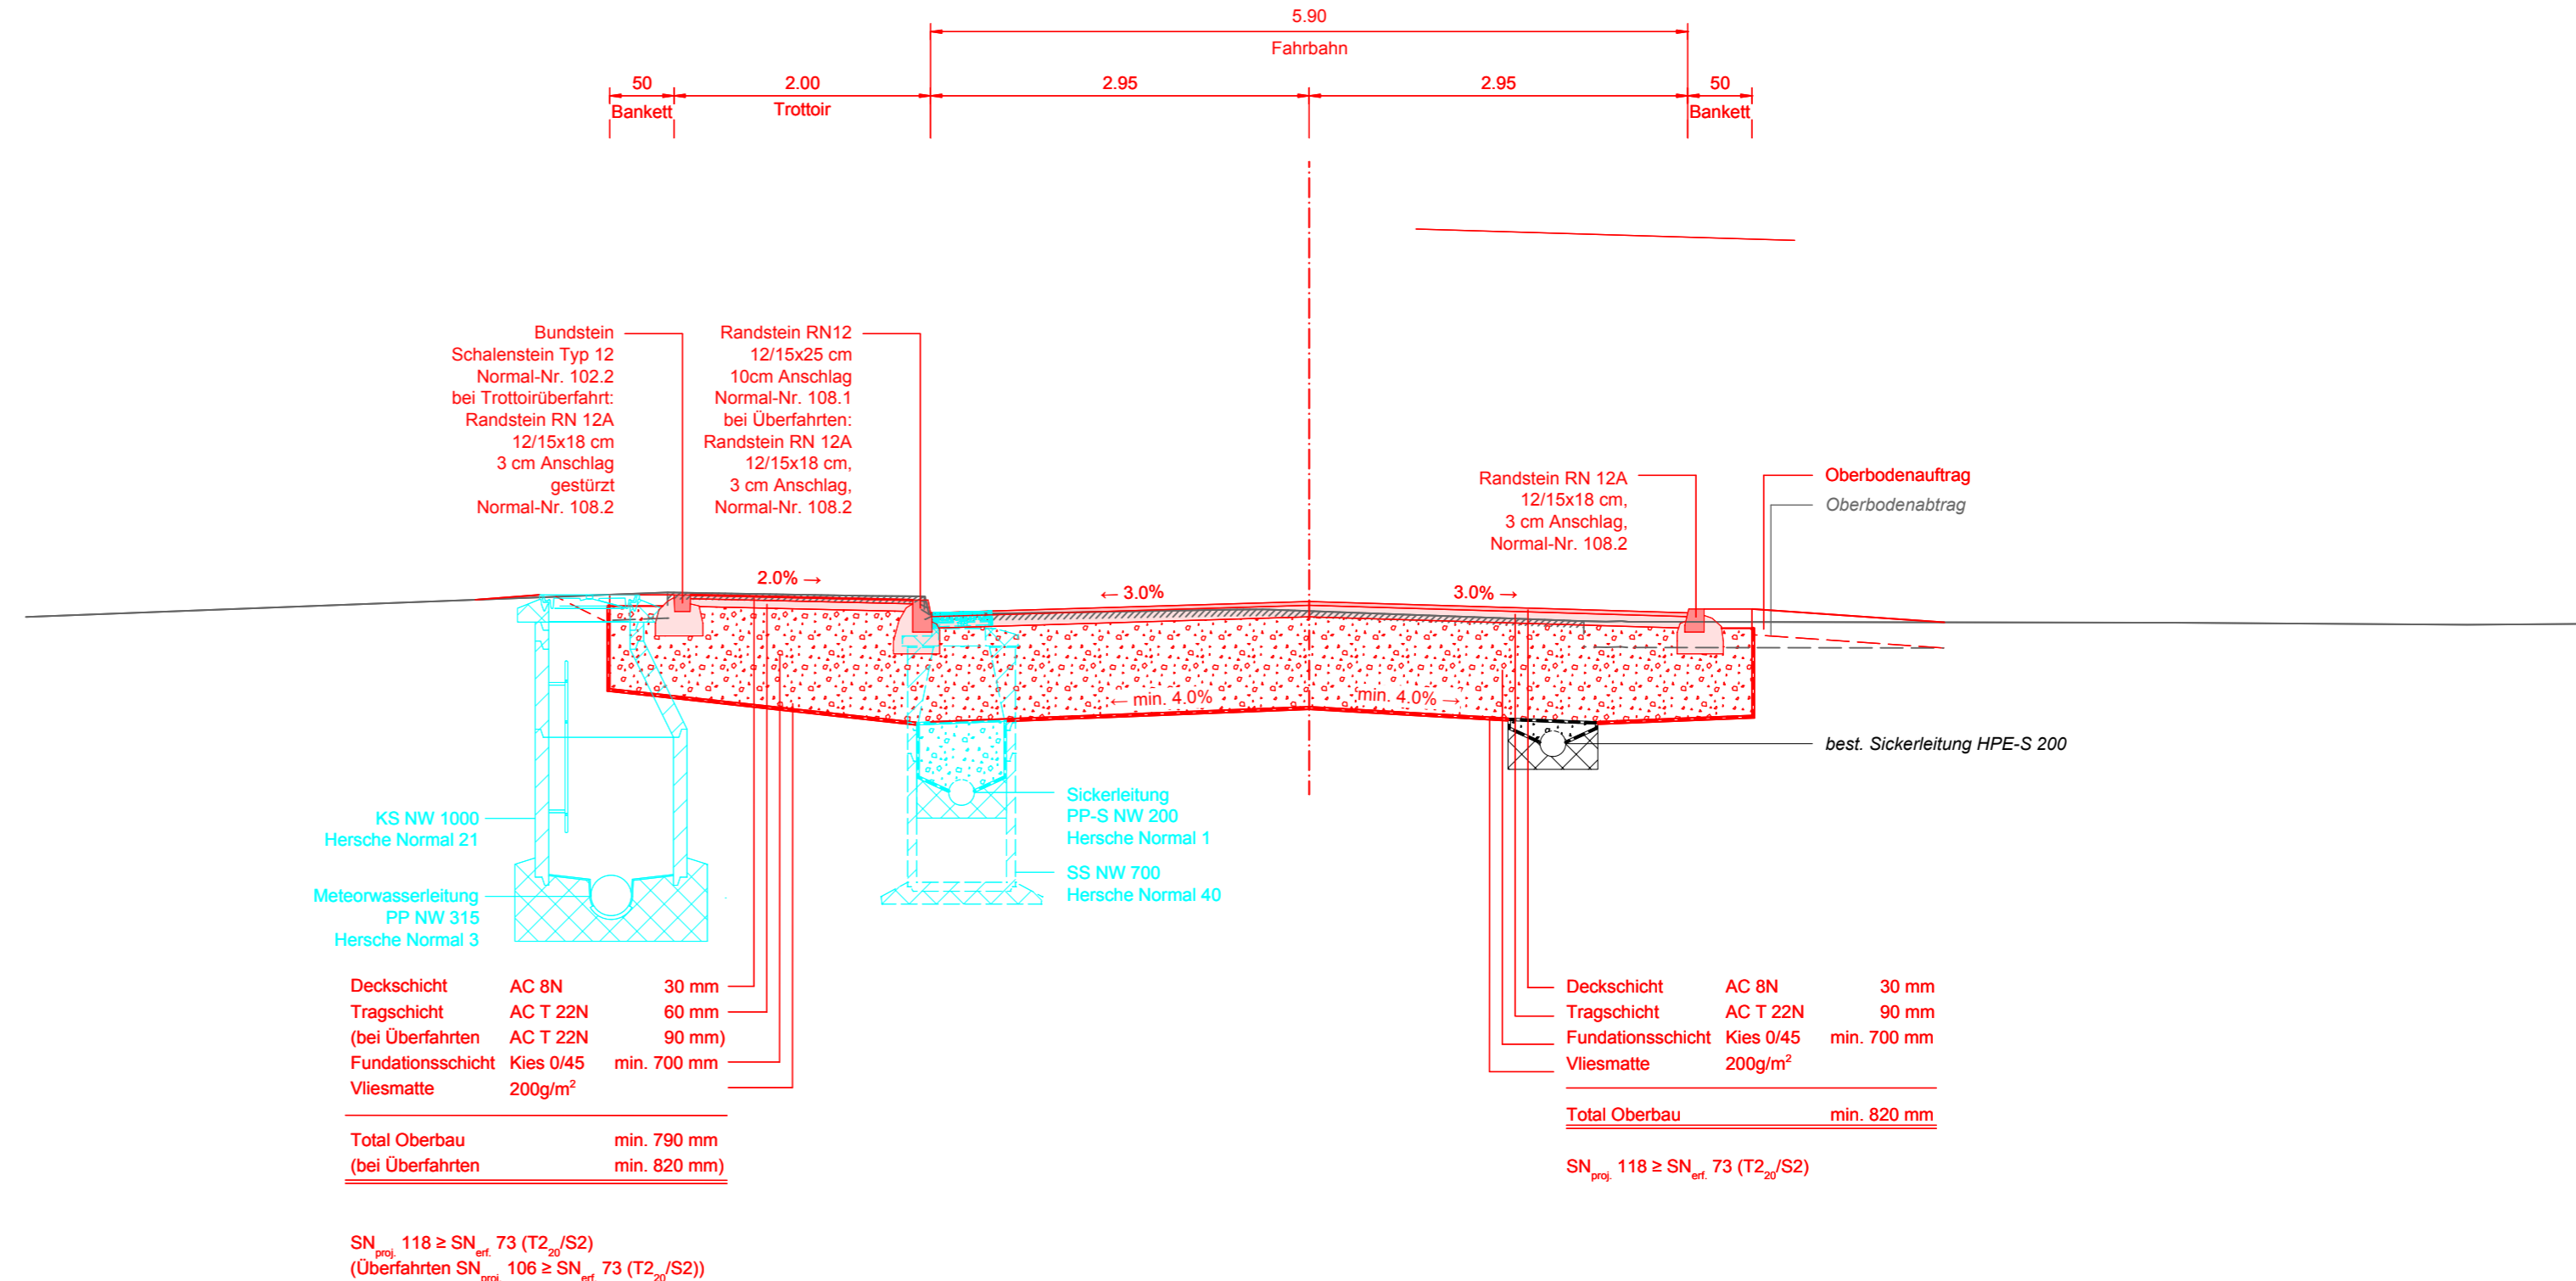 5.90
Fahrbahn
50
2.00
2.95
2.95
50
Bankett
Trottoir
Bankett
Bundstein
Schalenstein Typ 12
Normal-Nr. 102.2
bei Trottoirüberfahrt:
Randstein RN 12A
12/15x18 cm
3 cm Anschlag
gestürzt
Normal-Nr. 108.2
Randstein RN12
12/15x25 cm
10cm Anschlag
Normal-Nr. 108.1
bei Überfahrten:
Randstein RN 12A
12/15x18 cm,
3 cm Anschlag,
Normal-Nr. 108.2
Randstein RN 12A
12/15x18 cm,
3 cm Anschlag,
Normal-Nr. 108.2
Oberbodenauftrag
Oberbodenabtrag
2.0% →
← 3.0%
3.0% →
← min. 4.0%
min. 4.0% →
best. Sickerleitung HPE-S 200
KS NW 1000
Hersche Normal 21
Meteorwasserleitung
PP NW 315
Hersche Normal 3
Sickerleitung
PP-S NW 200
Hersche Normal 1
SS NW 700
Hersche Normal 40
Deckschicht AC 8N 30 mm
Tragschicht AC T 22N 60 mm
(bei Überfahrten AC T 22N 90 mm)
Fundationsschicht Kies 0/45 min. 700 mm
Vliesmatte 200g/m²
Total Oberbau min. 790 mm
(bei Überfahrten min. 820 mm)
SNproj. 118 ≥ SNerf. 73 (T2₂₀/S2)
(Überfahrten SNproj. 106 ≥ SNerf. 73 (T2₂₀/S2))
Deckschicht AC 8N 30 mm
Tragschicht AC T 22N 90 mm
Fundationsschicht Kies 0/45 min. 700 mm
Vliesmatte 200g/m²
Total Oberbau min. 820 mm
SNproj. 118 ≥ SNerf. 73 (T2₂₀/S2)